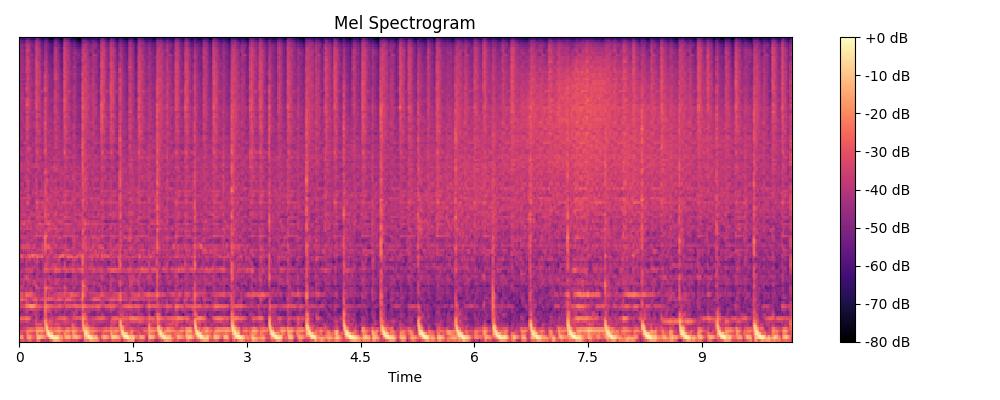 Mel Spectrogram
+0 dB
-10 dB
-20 dB
-30 dB
-40 dB
-50 dB
-60 dB
-70 dB
-80 dB
0 1.5 3 4.5 6 7.5 9
Time